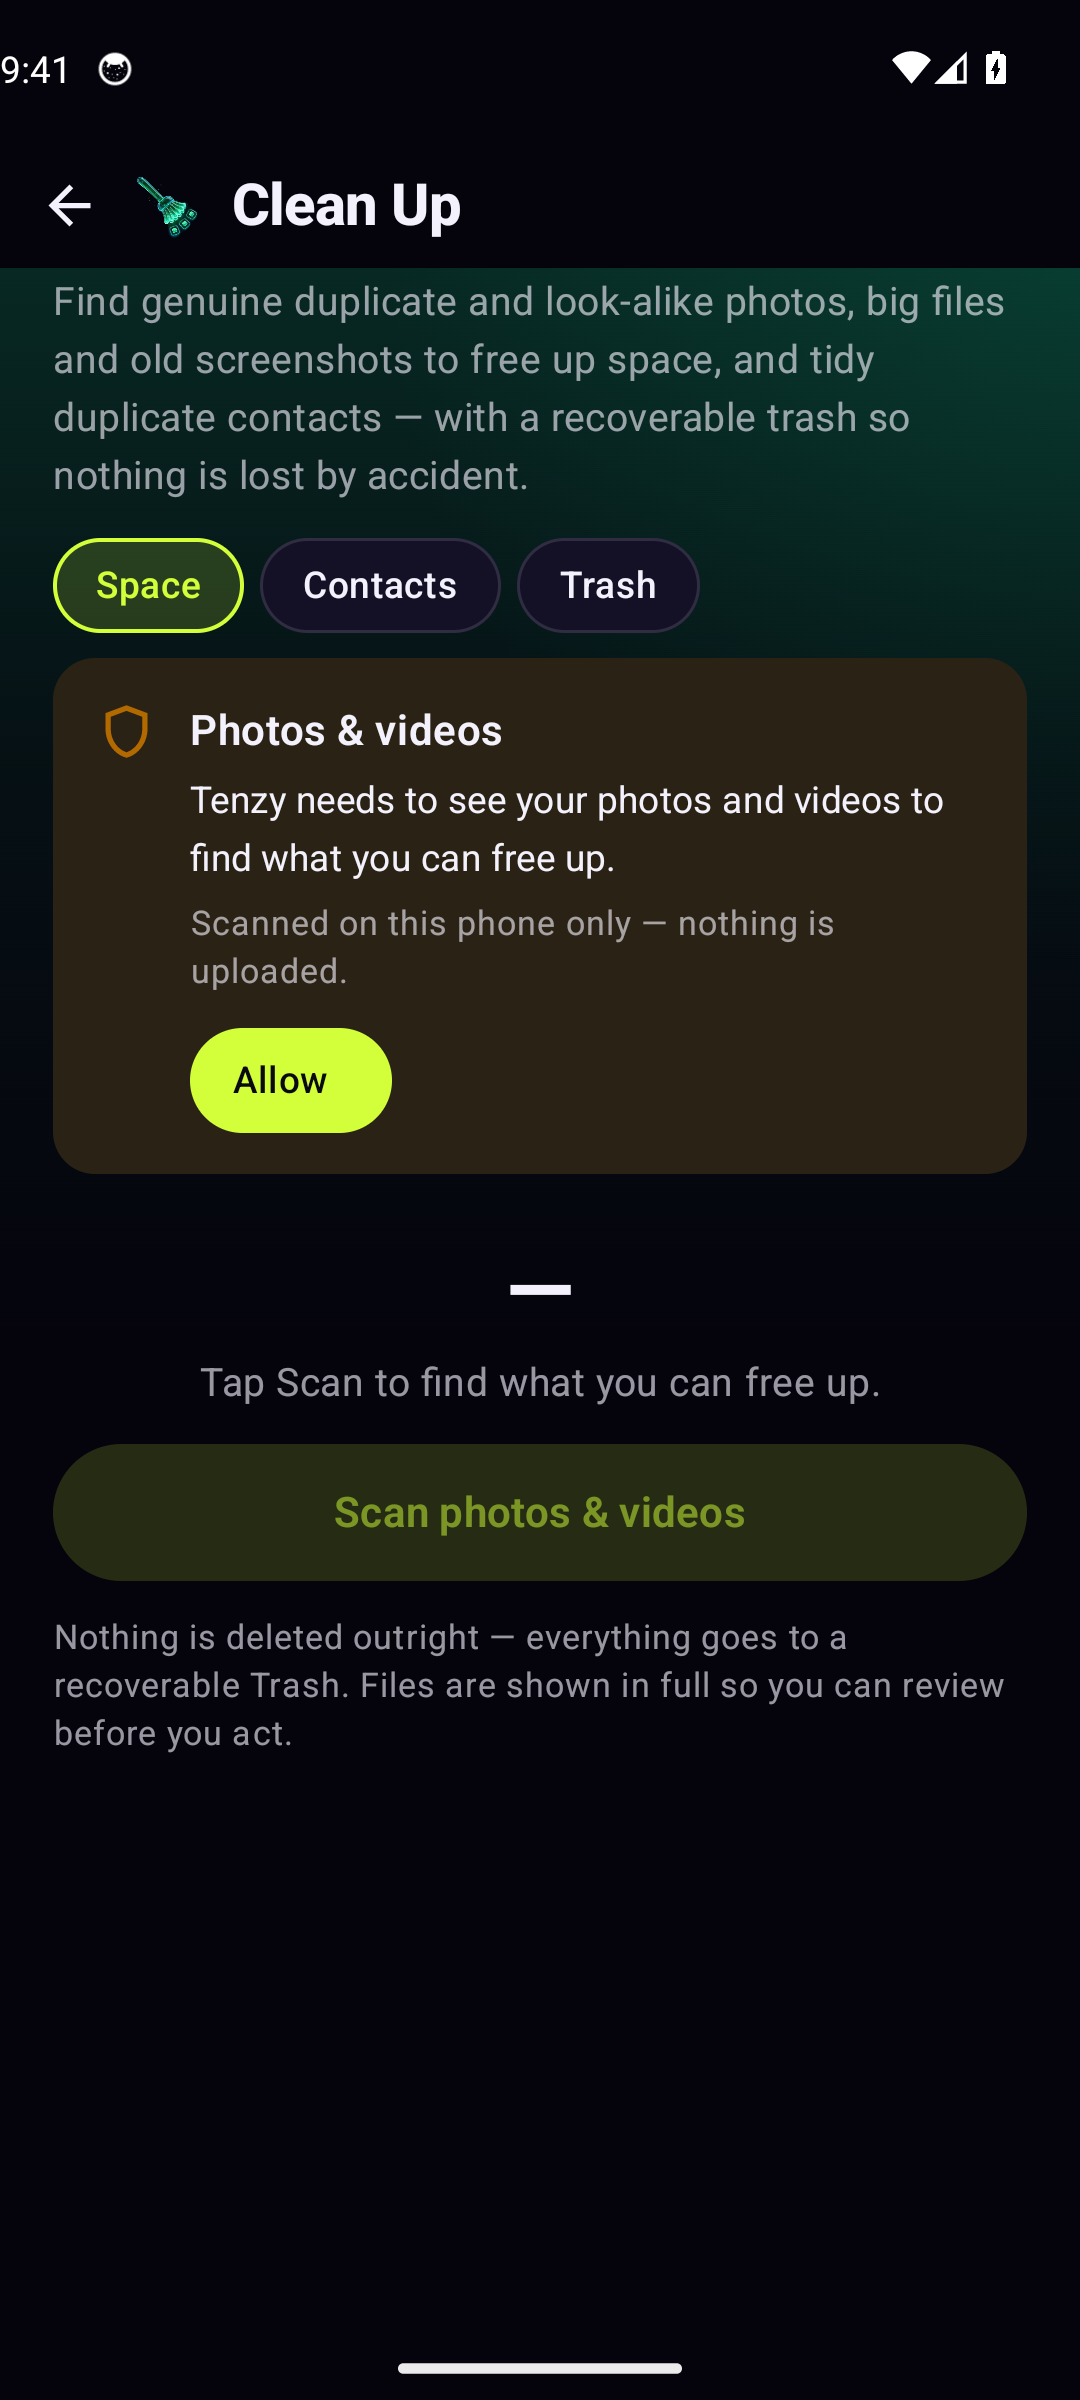 9:41
Clean Up
Find genuine duplicate and look-alike photos, big files
and old screenshots to free up space, and tidy
duplicate contacts — with a recoverable trash so
nothing is lost by accident.
Space
Contacts
Trash
Photos & videos
Tenzy needs to see your photos and videos to
find what you can free up.
Scanned on this phone only — nothing is
uploaded.
Allow
—
Tap Scan to find what you can free up.
Scan photos & videos
Nothing is deleted outright — everything goes to a
recoverable Trash. Files are shown in full so you can review
before you act.